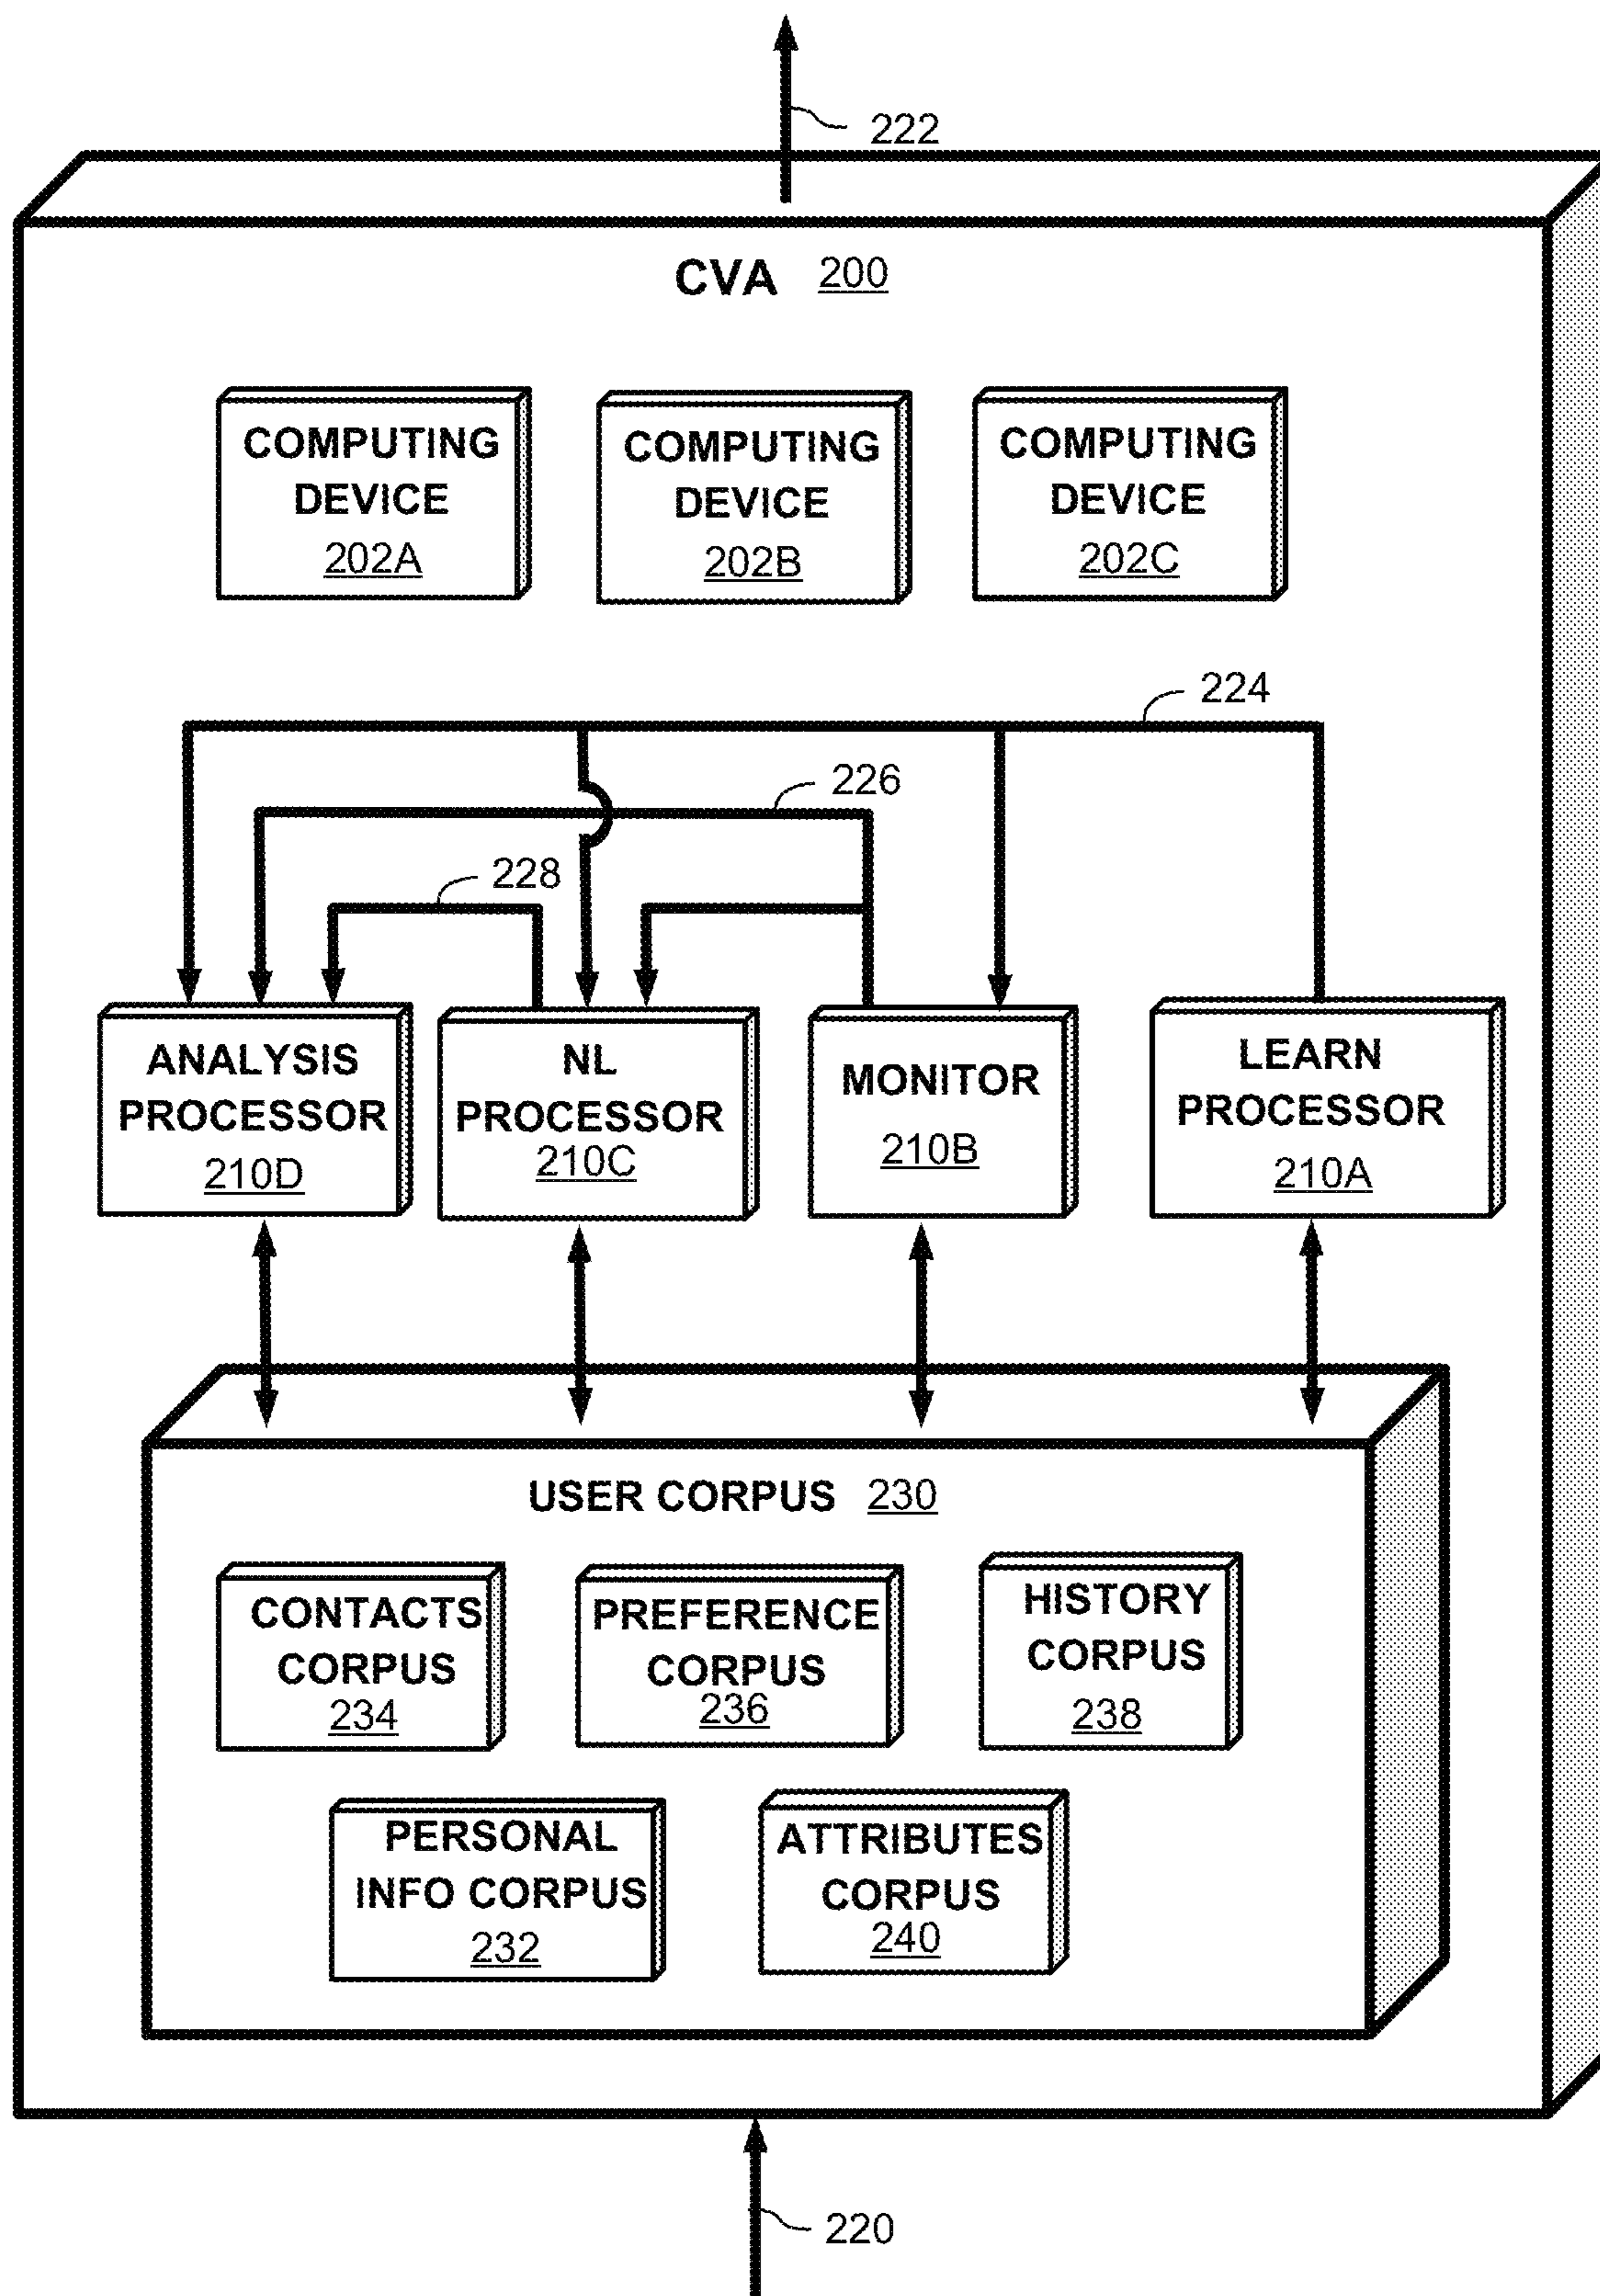 222
CVA 200
COMPUTING
DEVICE
202A
COMPUTING
DEVICE
202B
COMPUTING
DEVICE
202C
224
226
228
ANALYSIS
PROCESSOR
210D
NL
PROCESSOR
210C
MONITOR
210B
LEARN
PROCESSOR
210A
USER CORPUS 230
CONTACTS
CORPUS
234
PREFERENCE
CORPUS
236
HISTORY
CORPUS
238
PERSONAL
INFO CORPUS
232
ATTRIBUTES
CORPUS
240
220